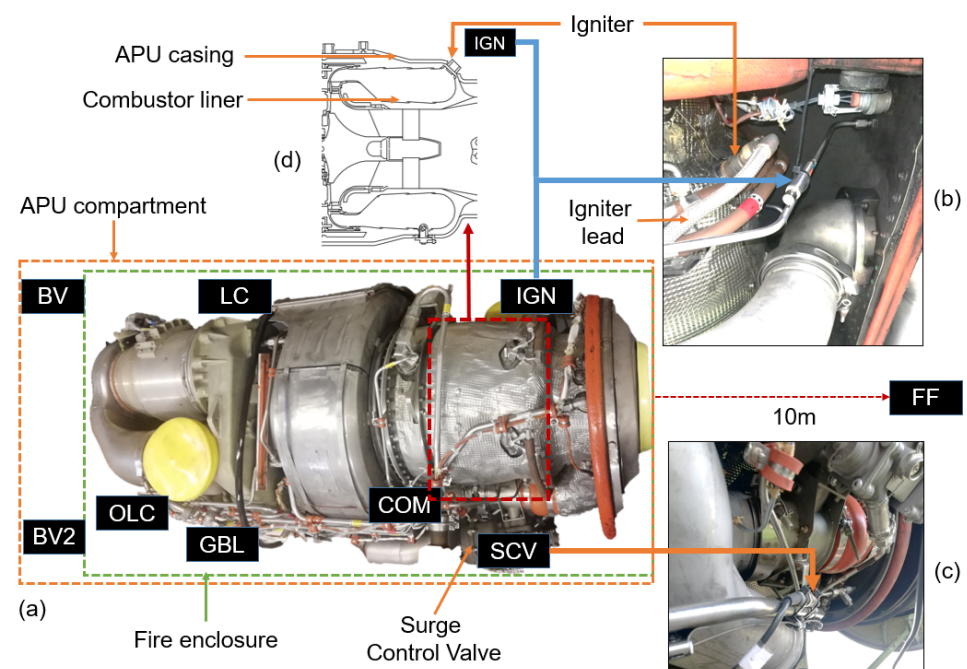 Igniter
IGN
APU casing
Combustor liner
(d)
(b)
Igniter
lead
APU compartment
BV
LC
IGN
FF
10m
OLC
COM
BV2
GBL
SCV
(c)
(a)
Fire enclosure
Surge
Control Valve